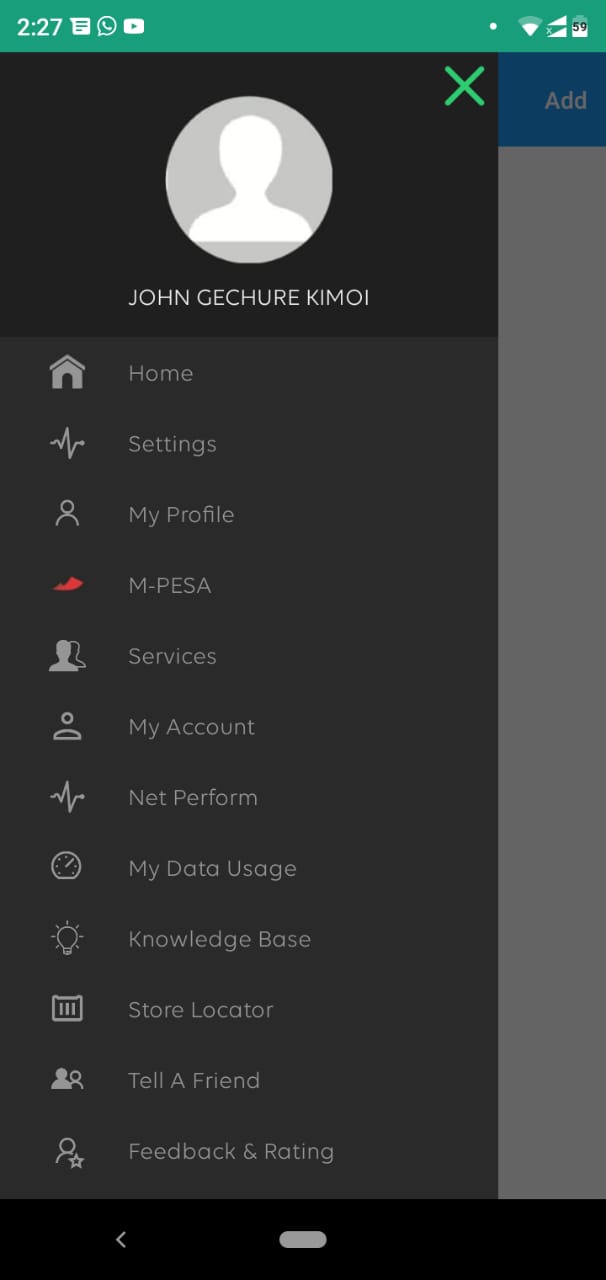 2:27
59
Add
JOHN GECHURE KIMOI
Home
Settings
My Profile
M-PESA
Services
My Account
Net Perform
My Data Usage
Knowledge Base
Store Locator
Tell A Friend
Feedback & Rating